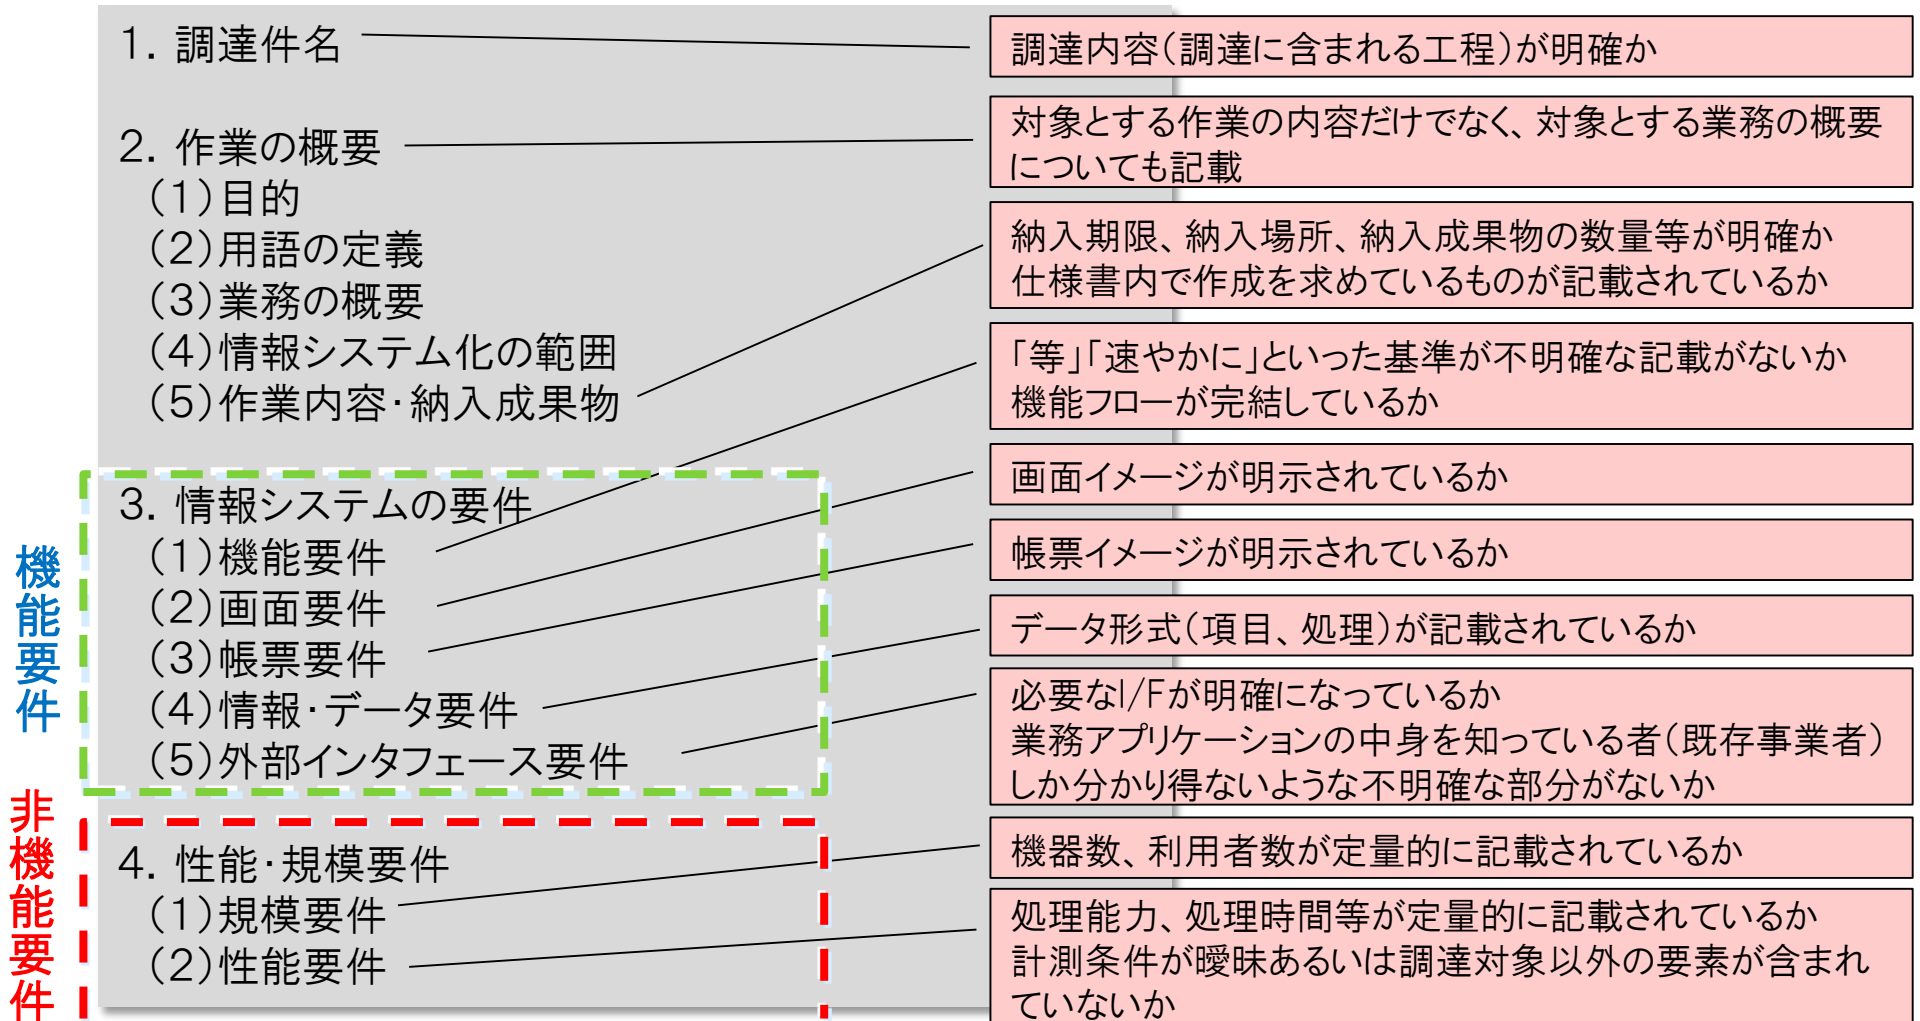 1．調達件名
調達内容（調達に含まれる工程）が明確か
2．作業の概要
対象とする作業の内容だけでなく、対象とする業務の概要
についても記載
（1）目的
（2）用語の定義
（3）業務の概要
（4）情報システム化の範囲
（5）作業内容・納入成果物
納入期限、納入場所、納入成果物の数量等が明確か
仕様書内で作成を求めているものが記載されているか
機能要件
3．情報システムの要件
（1）機能要件
「等」「速やかに」といった基準が不明確な記載がないか
機能フローが完結しているか
（2）画面要件
画面イメージが明示されているか
（3）帳票要件
帳票イメージが明示されているか
（4）情報・データ要件
データ形式（項目、処理）が記載されているか
（5）外部インタフェース要件
必要なI/Fが明確になっているか
業務アプリケーションの中身を知っている者（既存事業者）
しか分かり得ないような不明確な部分がないか
非機能要件
4．性能・規模要件
（1）規模要件
機器数、利用者数が定量的に記載されているか
（2）性能要件
処理能力、処理時間等が定量的に記載されているか
計測条件が曖昧あるいは調達対象以外の要素が含まれ
ていないか